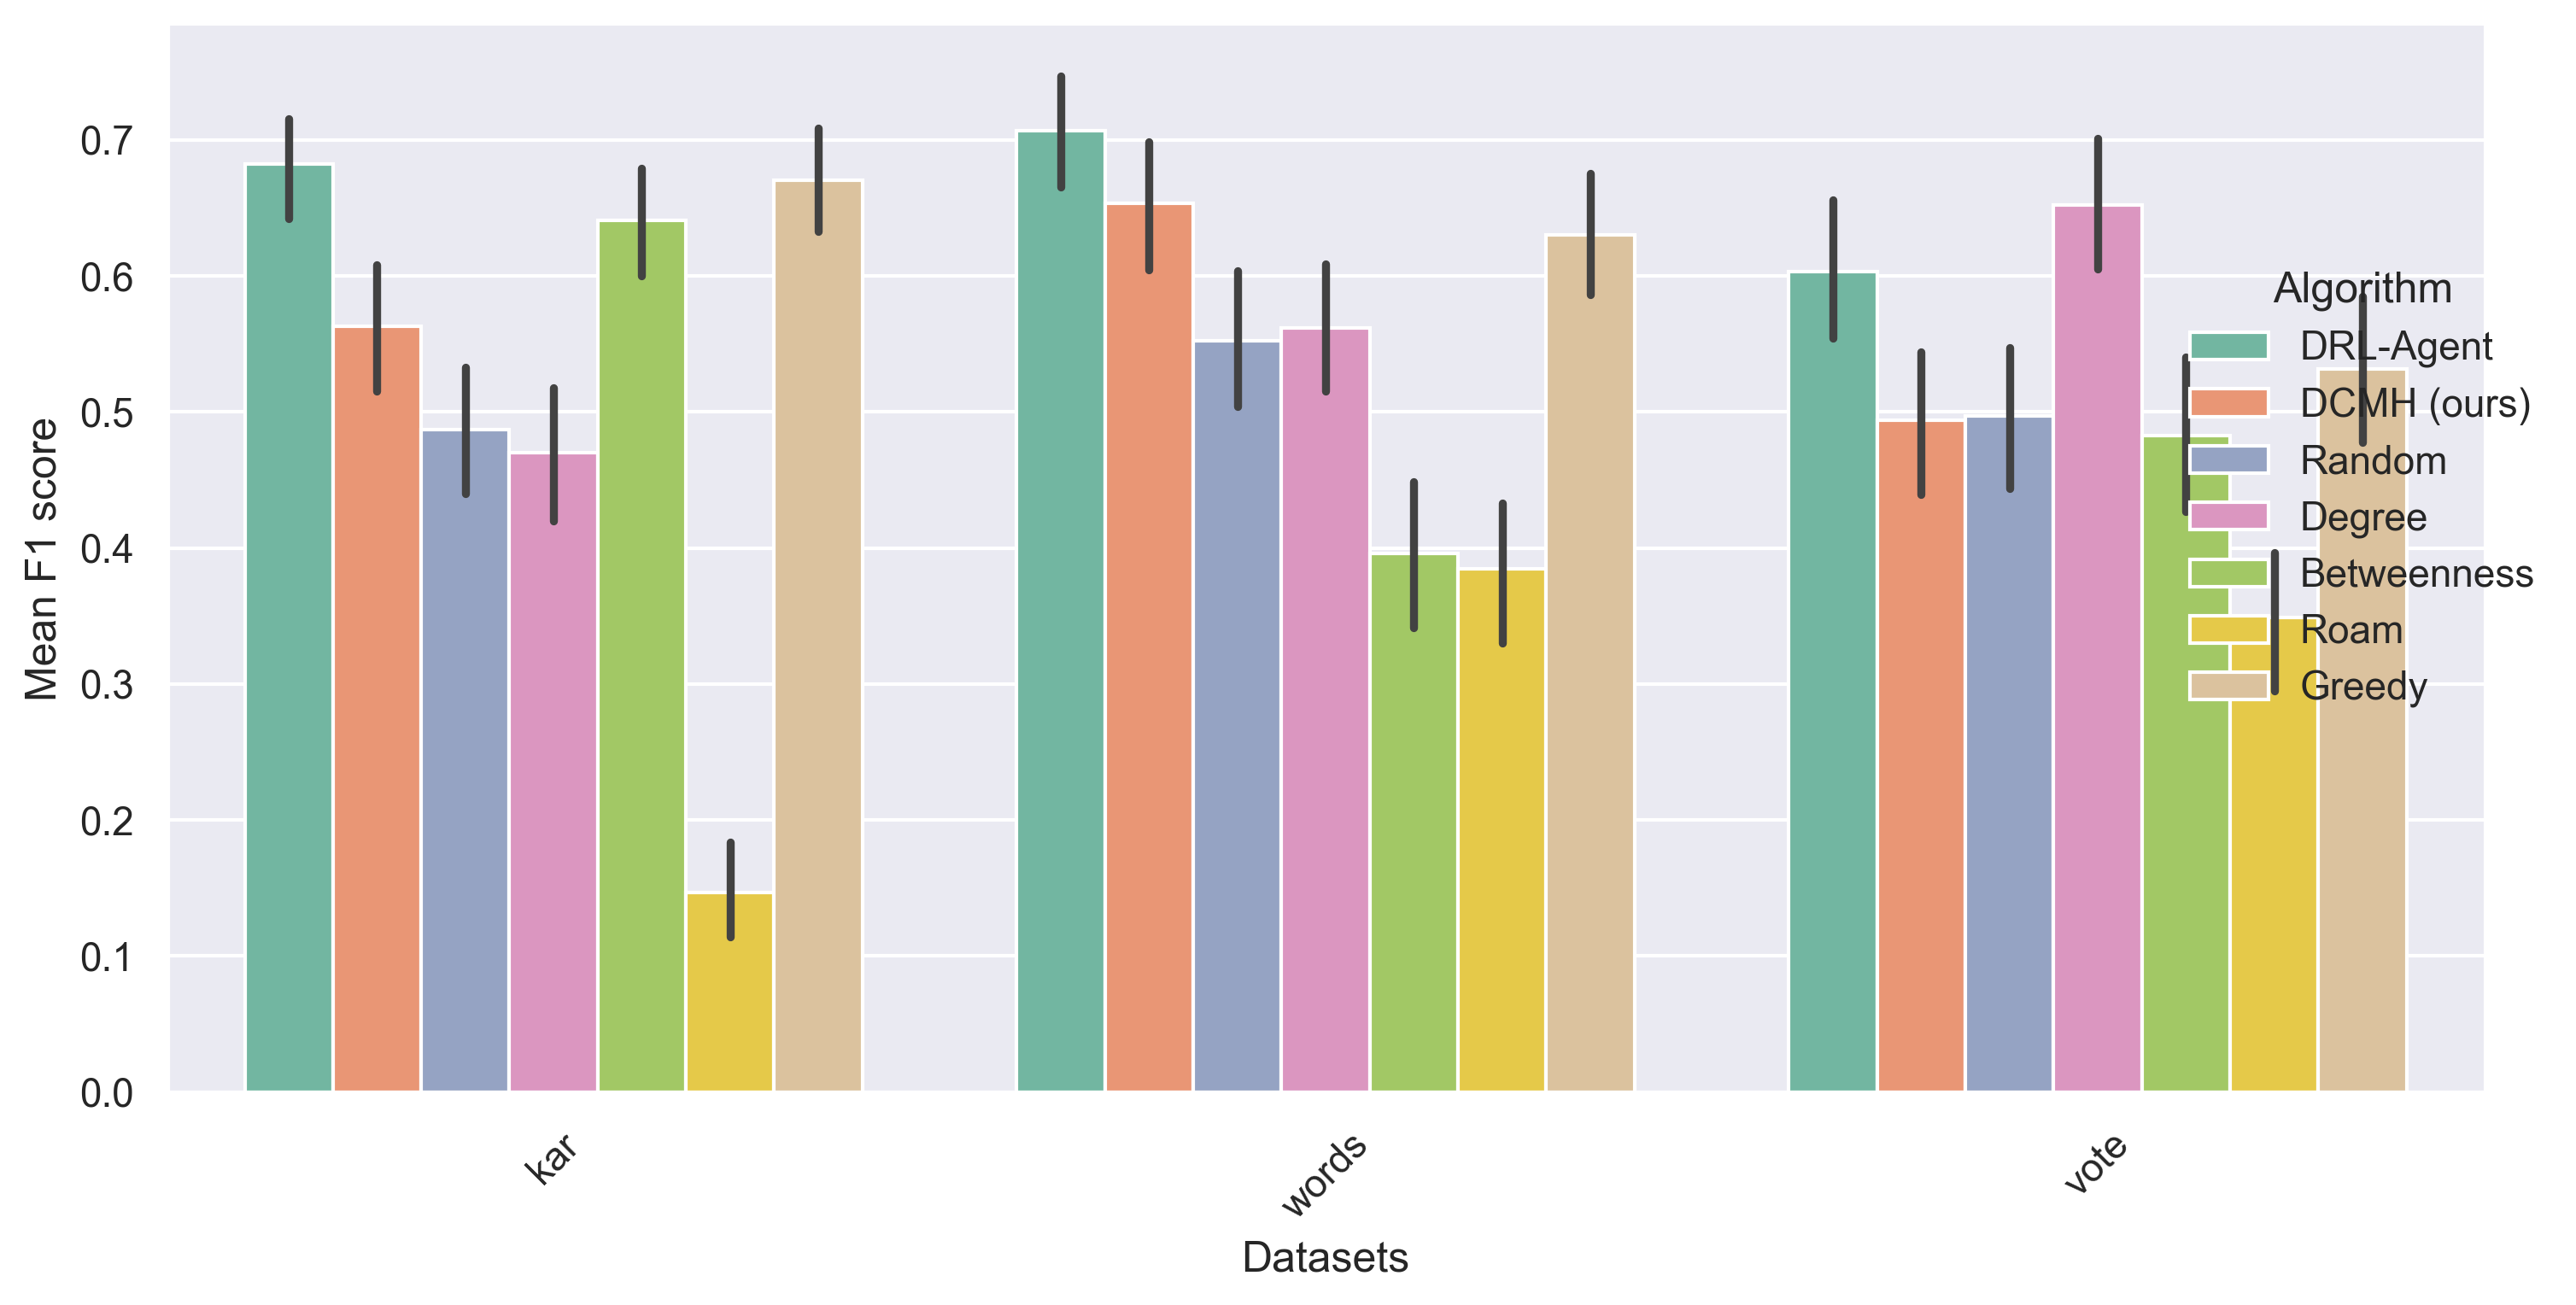 Mean F1 score
0.7
0.6
0.5
0.4
0.3
0.2
0.1
0.0
kar
words
vote
Datasets
Algorithm
DRL-Agent
DCMH (ours)
Random
Degree
Betweenness
Roam
Greedy